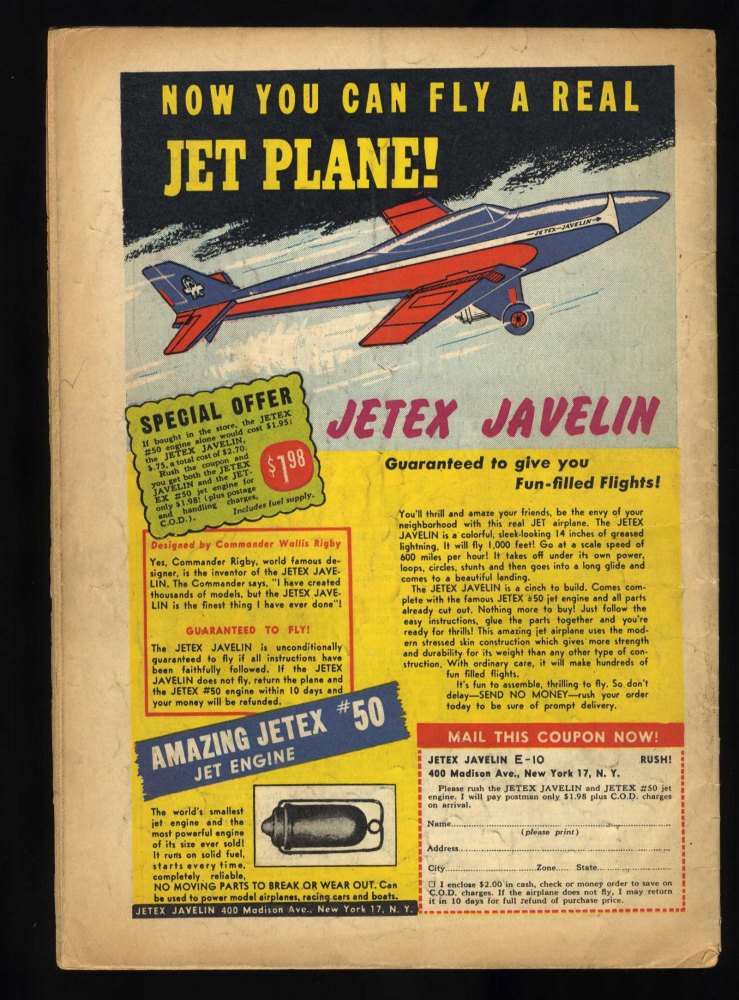 NOW YOU CAN FLY A REAL
JET PLANE!
JETEX-JAVELIN
SPECIAL OFFER
If bought in the store, the JETEX
#50 engine alone would cost $1.95;
the JETEX JAVELIN,
$.75, a total cost of $2.70.
Rush the coupon and
you get both the JETEX
JAVELIN and the JET-
EX #50 jet engine for
only $1.98! (plus postage
and handling charges,
C.O.D.).
Includes fuel supply.
$1.98
JETEX JAVELIN
Guaranteed to give you
Fun-filled Flights!
Designed by Commander Wallis Rigby
Yes, Commander Rigby, world famous de-
signer, is the inventor of the JETEX JAVE-
LIN. The Commander says, "I have created
thousands of models, but the JETEX JAVE-
LIN is the finest thing I have ever done"!
GUARANTEED TO FLY!
The JETEX JAVELIN is unconditionally
guaranteed to fly if all instructions have
been faithfully followed. If the JETEX
JAVELIN does not fly, return the plane and
the JETEX #50 engine within 10 days and
your money will be refunded.
You'll thrill and amaze your friends, be the envy of your
neighborhood with this real JET airplane. The JETEX
JAVELIN is a colorful, sleek-looking 14 inches of greased
lightning. It will fly 1,000 feet! Go at a scale speed of
600 miles per hour! It takes off under its own power,
loops, circles, stunts and then goes into a long glide and
comes to a beautiful landing.
The JETEX JAVELIN is a cinch to build. Comes com-
plete with the famous JETEX #50 jet engine and all parts
already cut out. Nothing more to buy! Just follow the
easy instructions, glue the parts together and you're
ready for thrills! This amazing jet airplane uses the mod-
ern stressed skin construction which gives more strength
and durability for its weight than any other type of con-
struction. With ordinary care, it will make hundreds of
fun filled flights.
It's fun to assemble, thrilling to fly. So don't
delay—SEND NO MONEY—rush your order
today to be sure of prompt delivery.
AMAZING JETEX #50
JET ENGINE
The world's smallest
jet engine and the
most powerful engine
of its size ever sold!
It runs on solid fuel,
starts every time,
completely reliable,
NO MOVING PARTS TO BREAK OR WEAR OUT. Can
be used to power model airplanes, racing cars and boats.
JETEX JAVELIN 400 Madison Ave., New York 17, N. Y.
MAIL THIS COUPON NOW!
JETEX JAVELIN E-10 RUSH!
400 Madison Ave., New York 17, N. Y.
Please rush the JETEX JAVELIN and JETEX #50 jet
engine. I will pay postman only $1.98 plus C.O.D. charges
on arrival.
Name
(please print)
Address
City Zone State
☐ I enclose $2.00 in cash, check or money order to save on
C.O.D. charges. If the airplane does not fly, I may return
it in 10 days for full refund of purchase price.